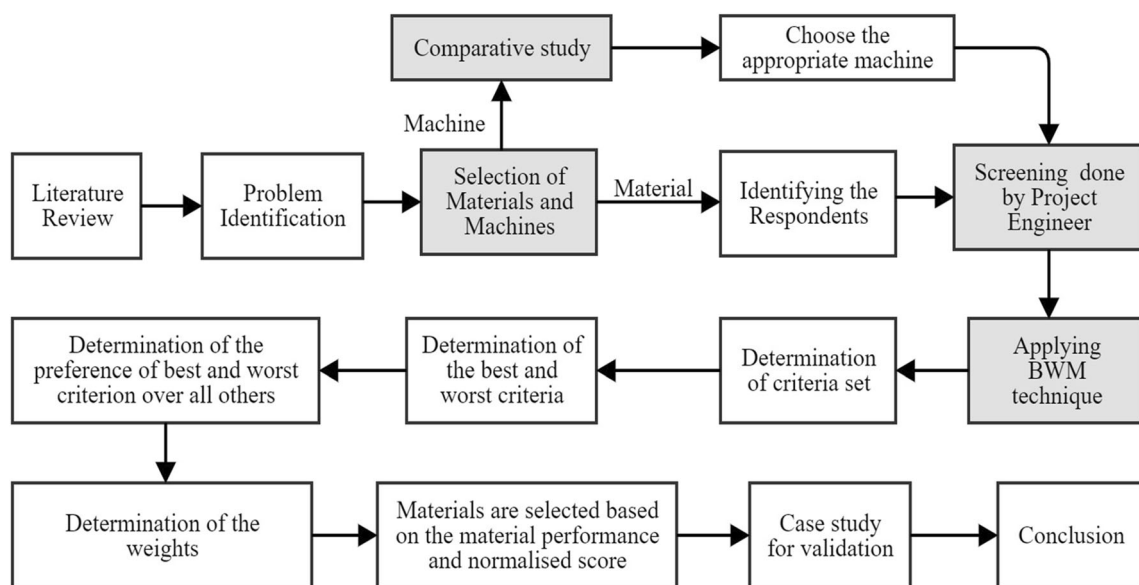 Comparative study
Choose the
appropriate machine
Machine
Literature
Review
Problem
Identification
Selection of
Materials and
Machines
Material
Identifying the
Respondents
Screening done
by Project
Engineer
Determination of the
preference of best and worst
criterion over all others
Determination of
the best and
worst criteria
Determination
of criteria set
Applying
BWM
technique
Determination of the
weights
Materials are selected based
on the material performance
and normalised score
Case study
for validation
Conclusion